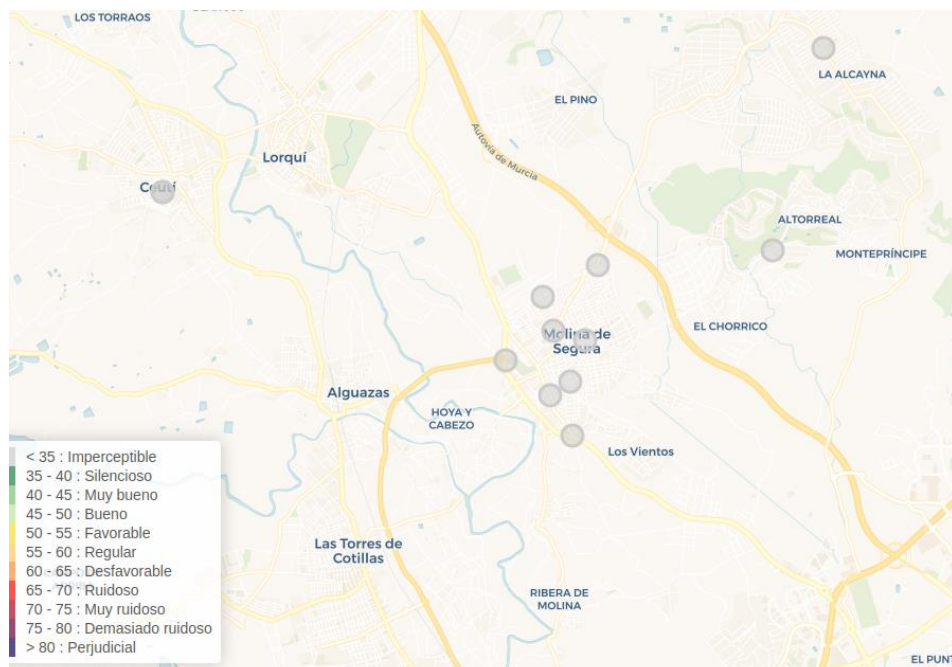 LOS TORRAOS
LA ALCAYNA
EL PINO
Autovía de Murcia
Lorquí
Ceutí
ALTORREAL
MONTEPRÍNCIPE
EL CHORRICO
Molina de
Segura
Alguazas
HOYA Y
CABEZO
Los Vientos
Las Torres de
Cotillas
RIBERA DE
MOLINA
EL PUNT
< 35 : Imperceptible
35 - 40 : Silencioso
40 - 45 : Muy bueno
45 - 50 : Bueno
50 - 55 : Favorable
55 - 60 : Regular
60 - 65 : Desfavorable
65 - 70 : Ruidoso
70 - 75 : Muy ruidoso
75 - 80 : Demasiado ruidoso
> 80 : Perjudicial